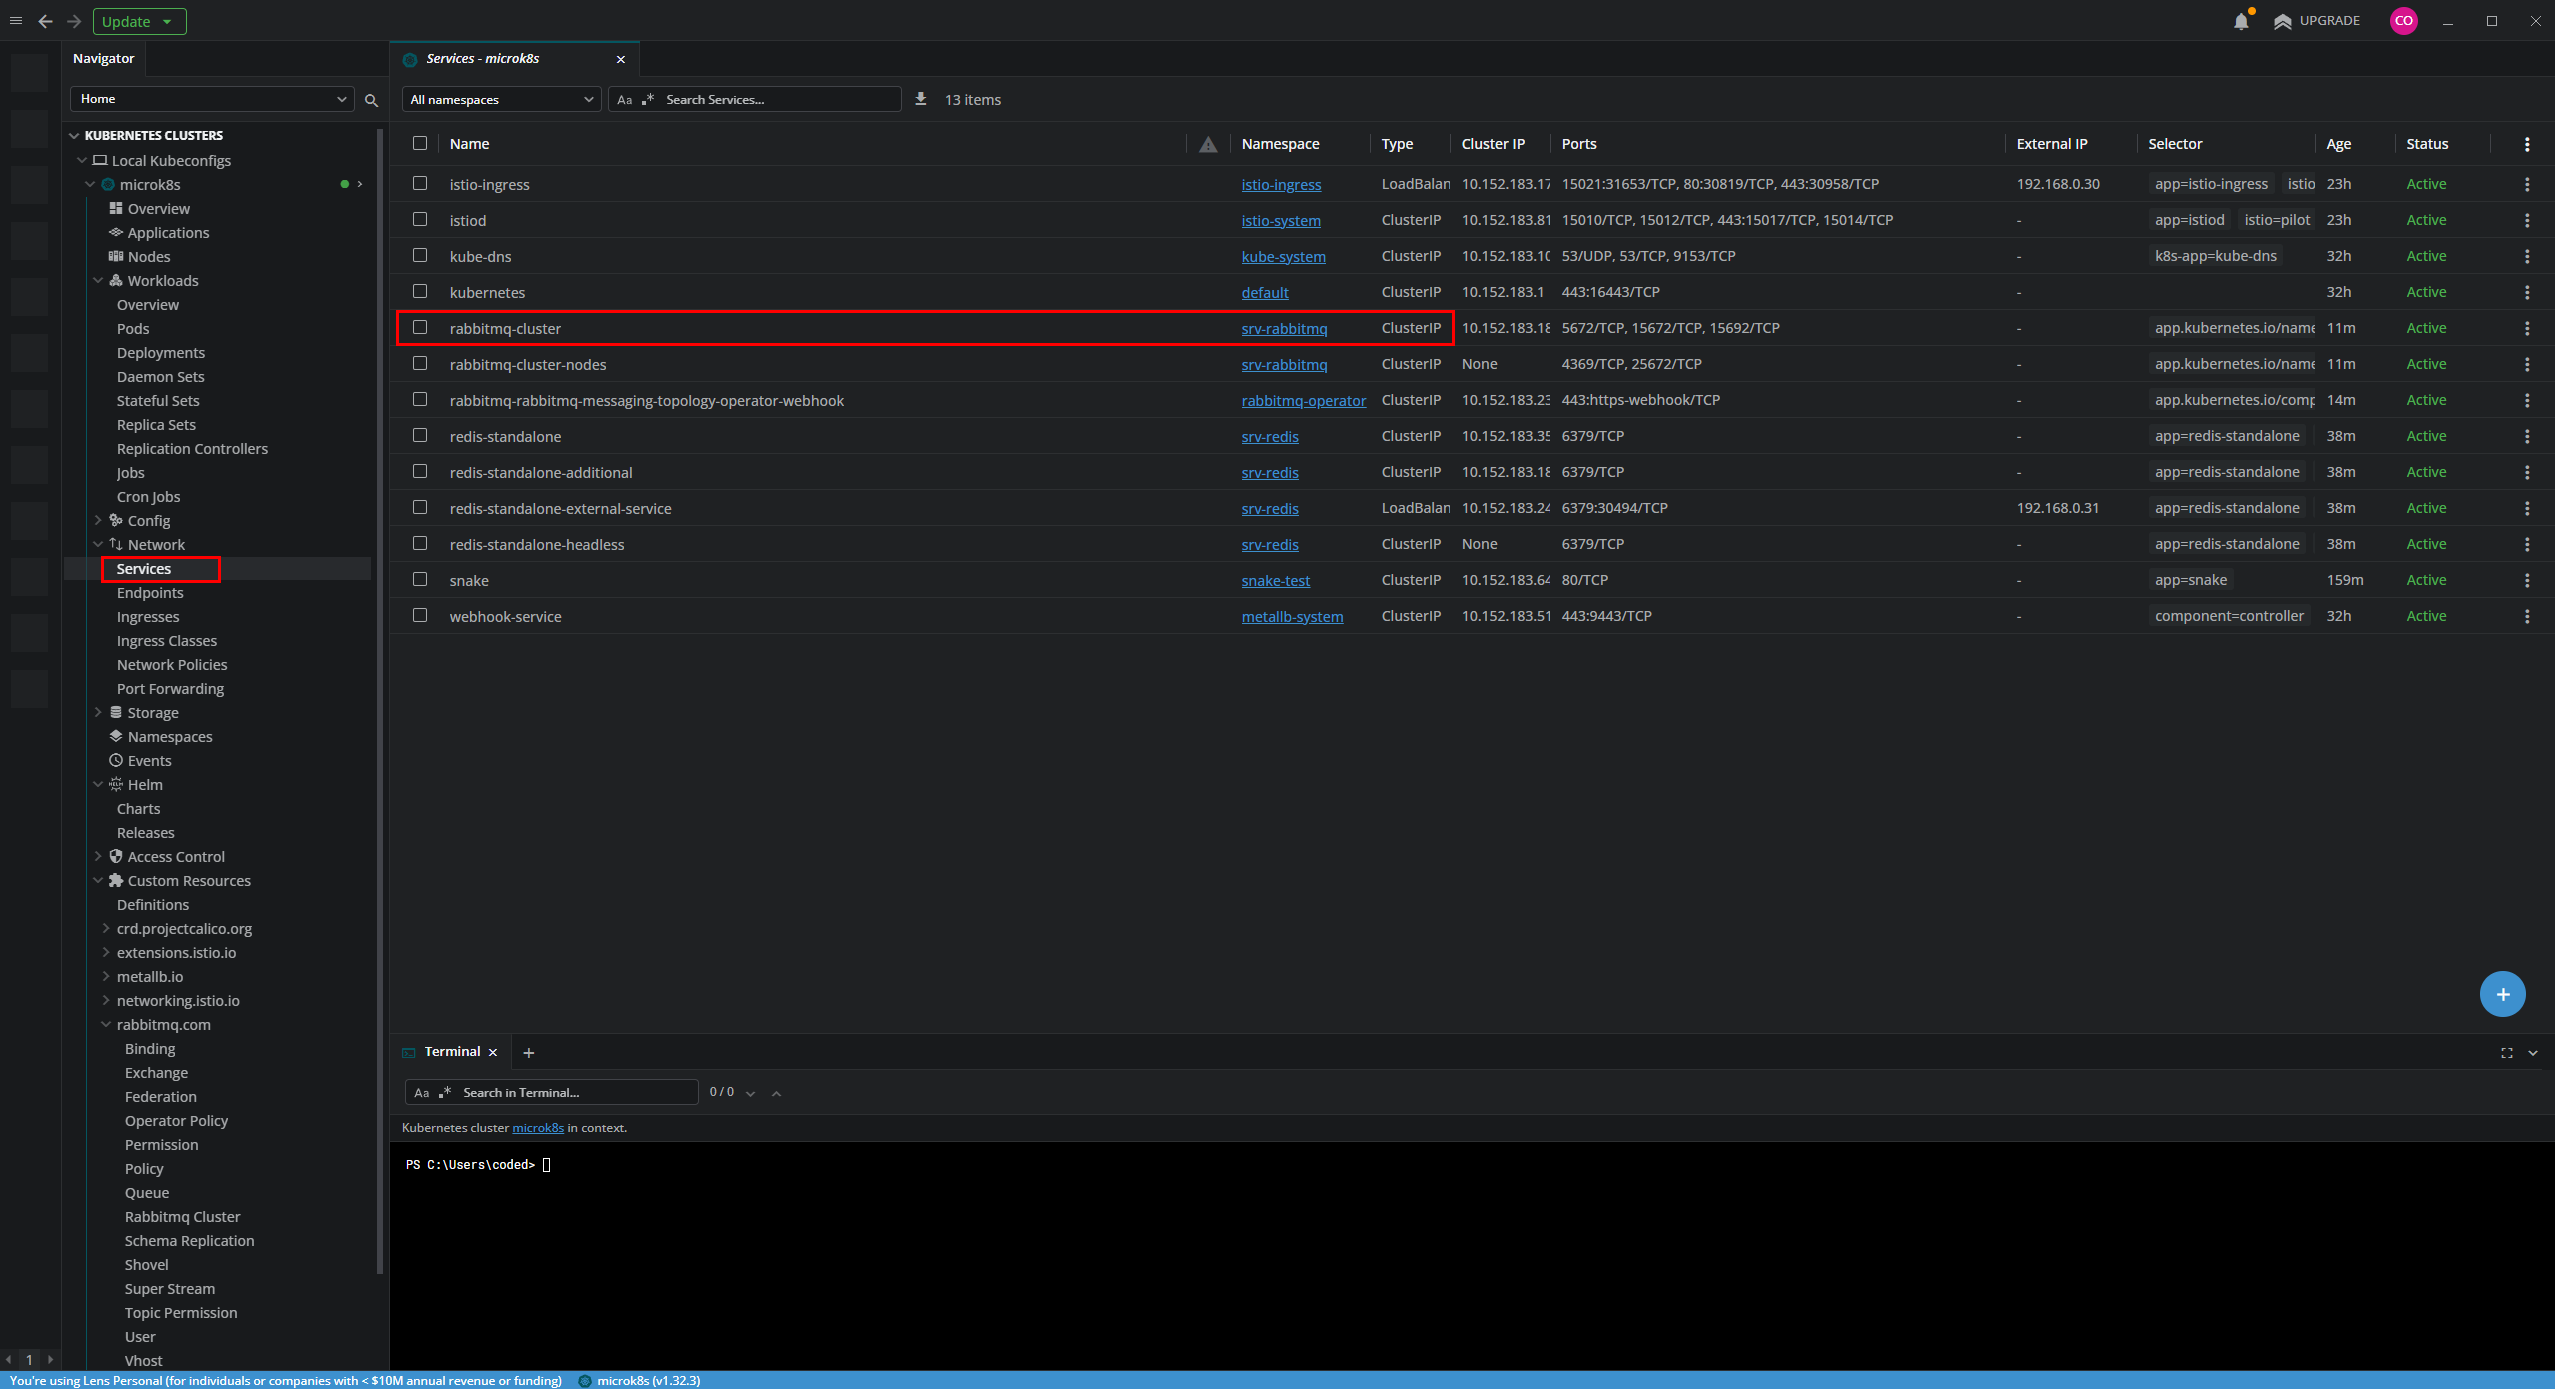 Update
UPGRADE
CO
Navigator
Services - microk8s
Home
All namespaces
Aa .* Search Services...
13 items
KUBERNETES CLUSTERS
Local Kubeconfigs
microk8s
Overview
Applications
Nodes
Workloads
Overview
Pods
Deployments
Daemon Sets
Stateful Sets
Replica Sets
Replication Controllers
Jobs
Cron Jobs
Config
Network
Services
Endpoints
Ingresses
Ingress Classes
Network Policies
Port Forwarding
Storage
Namespaces
Events
Helm
Charts
Releases
Access Control
Custom Resources
Definitions
crd.projectcalico.org
extensions.istio.io
metallb.io
networking.istio.io
rabbitmq.com
Binding
Exchange
Federation
Operator Policy
Permission
Policy
Queue
Rabbitmq Cluster
Schema Replication
Shovel
Super Stream
Topic Permission
User
Vhost
Name Namespace Type Cluster IP Ports External IP Selector Age Status
istio-ingress istio-ingress LoadBalan 10.152.183.17 15021:31653/TCP, 80:30819/TCP, 443:30958/TCP 192.168.0.30 app=istio-ingress istio 23h Active
istiod istio-system ClusterIP 10.152.183.81 15010/TCP, 15012/TCP, 443:15017/TCP, 15014/TCP - app=istiod istio=pilot 23h Active
kube-dns kube-system ClusterIP 10.152.183.10 53/UDP, 53/TCP, 9153/TCP - k8s-app=kube-dns 32h Active
kubernetes default ClusterIP 10.152.183.1 443:16443/TCP - 32h Active
rabbitmq-cluster srv-rabbitmq ClusterIP 10.152.183.18 5672/TCP, 15672/TCP, 15692/TCP - app.kubernetes.io/name 11m Active
rabbitmq-cluster-nodes srv-rabbitmq ClusterIP None 4369/TCP, 25672/TCP - app.kubernetes.io/name 11m Active
rabbitmq-rabbitmq-messaging-topology-operator-webhook rabbitmq-operator ClusterIP 10.152.183.23 443:https-webhook/TCP - app.kubernetes.io/comp 14m Active
redis-standalone srv-redis ClusterIP 10.152.183.35 6379/TCP - app=redis-standalone 38m Active
redis-standalone-additional srv-redis ClusterIP 10.152.183.18 6379/TCP - app=redis-standalone 38m Active
redis-standalone-external-service srv-redis LoadBalan 10.152.183.24 6379:30494/TCP 192.168.0.31 app=redis-standalone 38m Active
redis-standalone-headless srv-redis ClusterIP None 6379/TCP - app=redis-standalone 38m Active
snake snake-test ClusterIP 10.152.183.64 80/TCP - app=snake 159m Active
webhook-service metallb-system ClusterIP 10.152.183.51 443:9443/TCP - component=controller 32h Active
Terminal
Aa .* Search in Terminal...
0 / 0
Kubernetes cluster microk8s in context.
PS C:\Users\coded>
1
You're using Lens Personal (for individuals or companies with < $10M annual revenue or funding)
microk8s (v1.32.3)